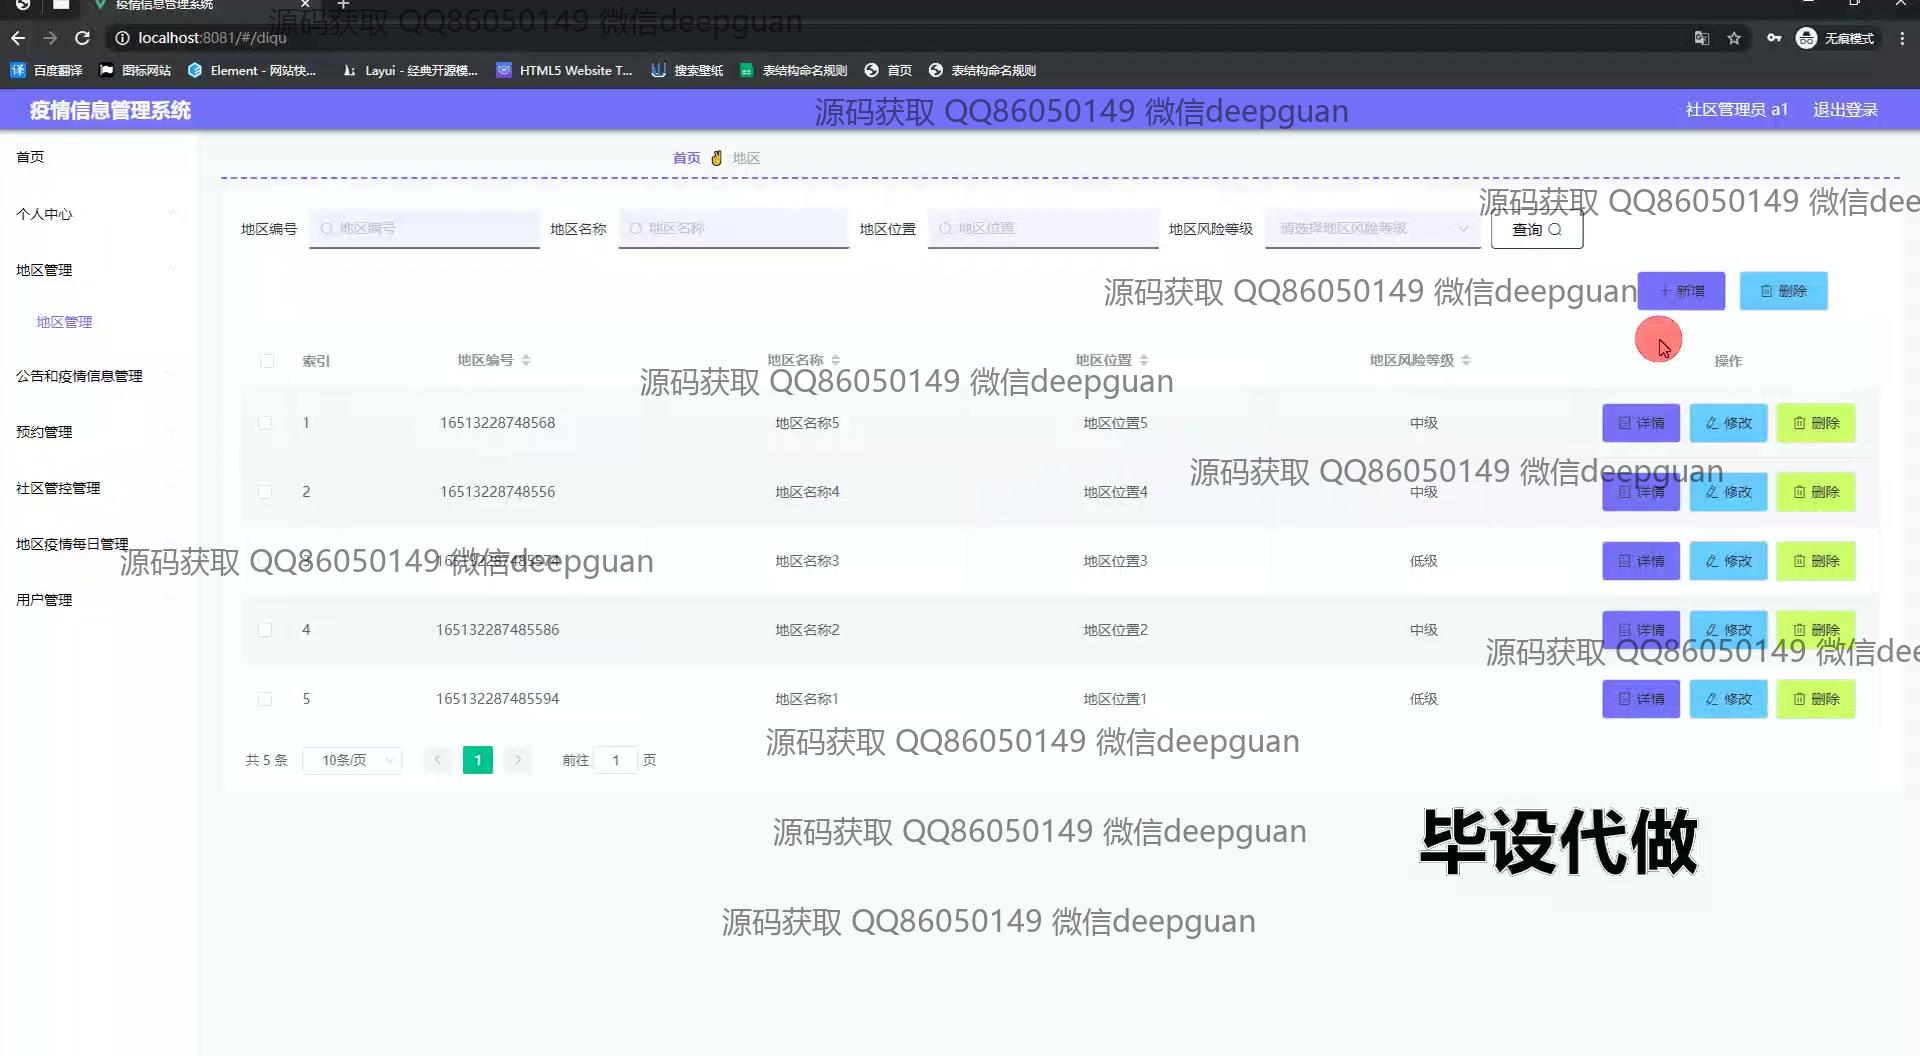 疫情信息管理系统
源码获取 QQ86050149 微信deepguan
localhost:8081/#/diqu
无痕模式
百度翻译 图标网站 Element - 网站快... Layui - 经典开源模... HTML5 Website T... 搜索壁纸 表结构命名规则 首页 表结构命名规则
疫情信息管理系统
源码获取 QQ86050149 微信deepguan
社区管理员 a1 退出登录
首页
首页 地区
个人中心
源码获取 QQ86050149 微信dee
地区编号 地区编号 地区名称 地区名称 地区位置 地区位置 地区风险等级 请选择地区风险等级 查询
地区管理
源码获取 QQ86050149 微信deepguan
新增 删除
地区管理
索引 地区编号 地区名称 地区位置 地区风险等级 操作
公告和疫情信息管理
源码获取 QQ86050149 微信deepguan
1 16513228748568 地区名称5 地区位置5 中级 详情 修改 删除
预约管理
源码获取 QQ86050149 微信deepguan
社区管控管理
2 16513228748556 地区名称4 地区位置4 中级 详情 修改 删除
地区疫情每日管理
源码获取 QQ86050149 微信deepguan
3 165132287485574 地区名称3 地区位置3 低级 详情 修改 删除
用户管理
4 165132287485586 地区名称2 地区位置2 中级 详情 修改 删除
源码获取 QQ86050149 微信dee
5 165132287485594 地区名称1 地区位置1 低级 详情 修改 删除
源码获取 QQ86050149 微信deepguan
共 5 条 10条/页 1 前往 1 页
源码获取 QQ86050149 微信deepguan
毕设代做
源码获取 QQ86050149 微信deepguan